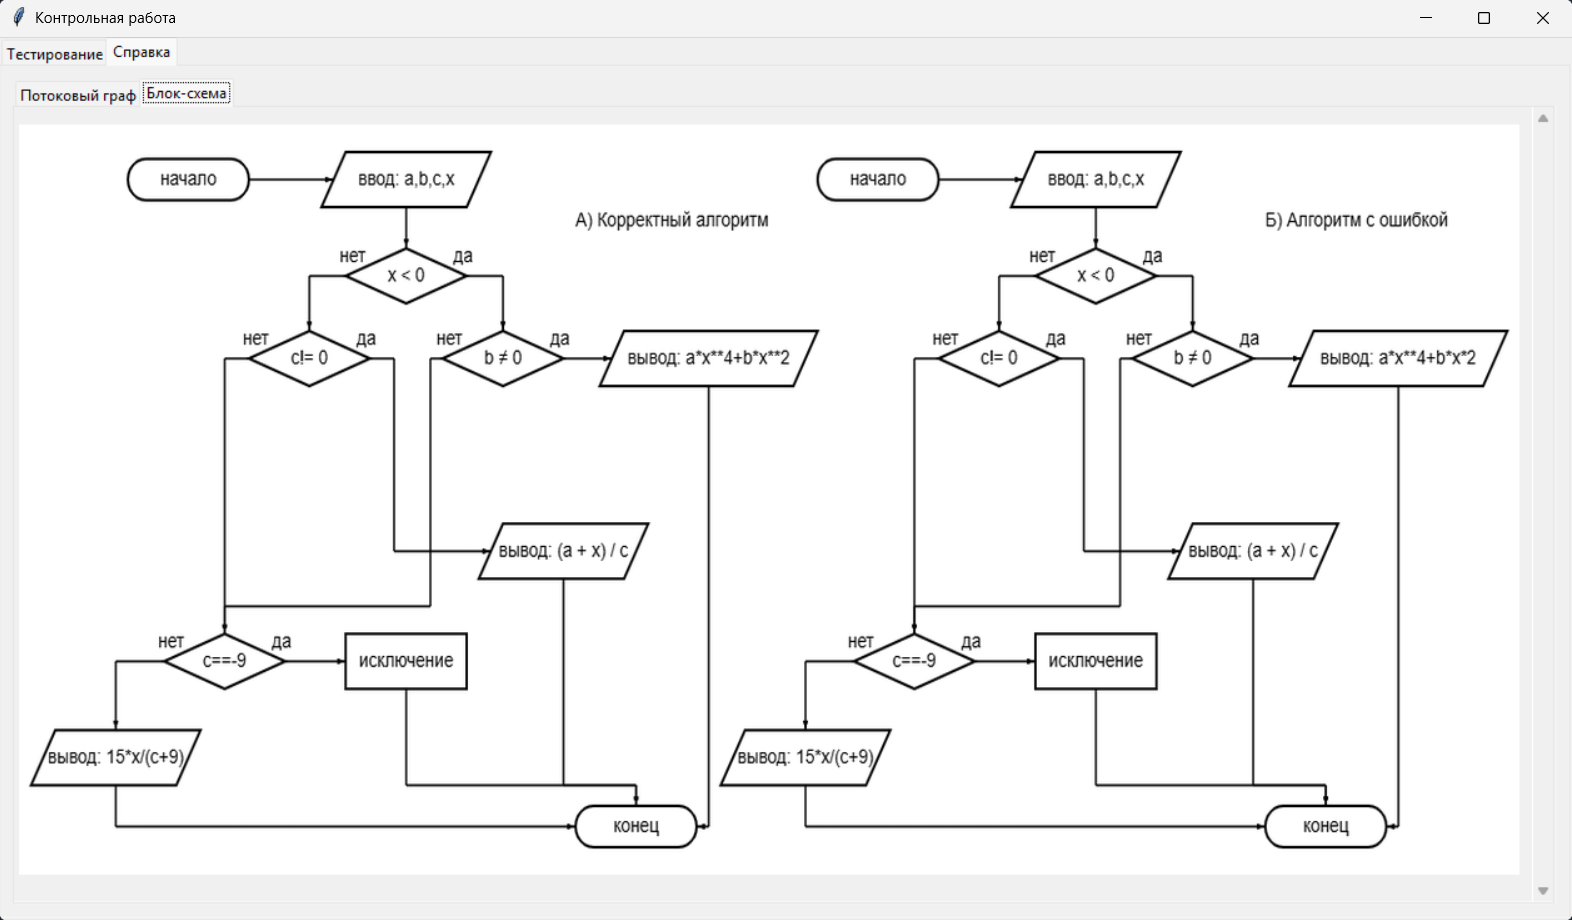 Контрольная работа
Тестирование
Справка
Потоковый граф
Блок-схема
начало
ввод: a,b,c,x
А) Корректный алгоритм
нет
да
x < 0
нет
да
c!= 0
нет
да
b ≠ 0
вывод: a*x**4+b*x**2
вывод: (a + x) / c
нет
да
c==-9
исключение
вывод: 15*x/(c+9)
конец
начало
ввод: a,b,c,x
Б) Алгоритм с ошибкой
нет
да
x < 0
нет
да
c!= 0
нет
да
b ≠ 0
вывод: a*x**4+b*x*2
вывод: (a + x) / c
нет
да
c==-9
исключение
вывод: 15*x/(c+9)
конец